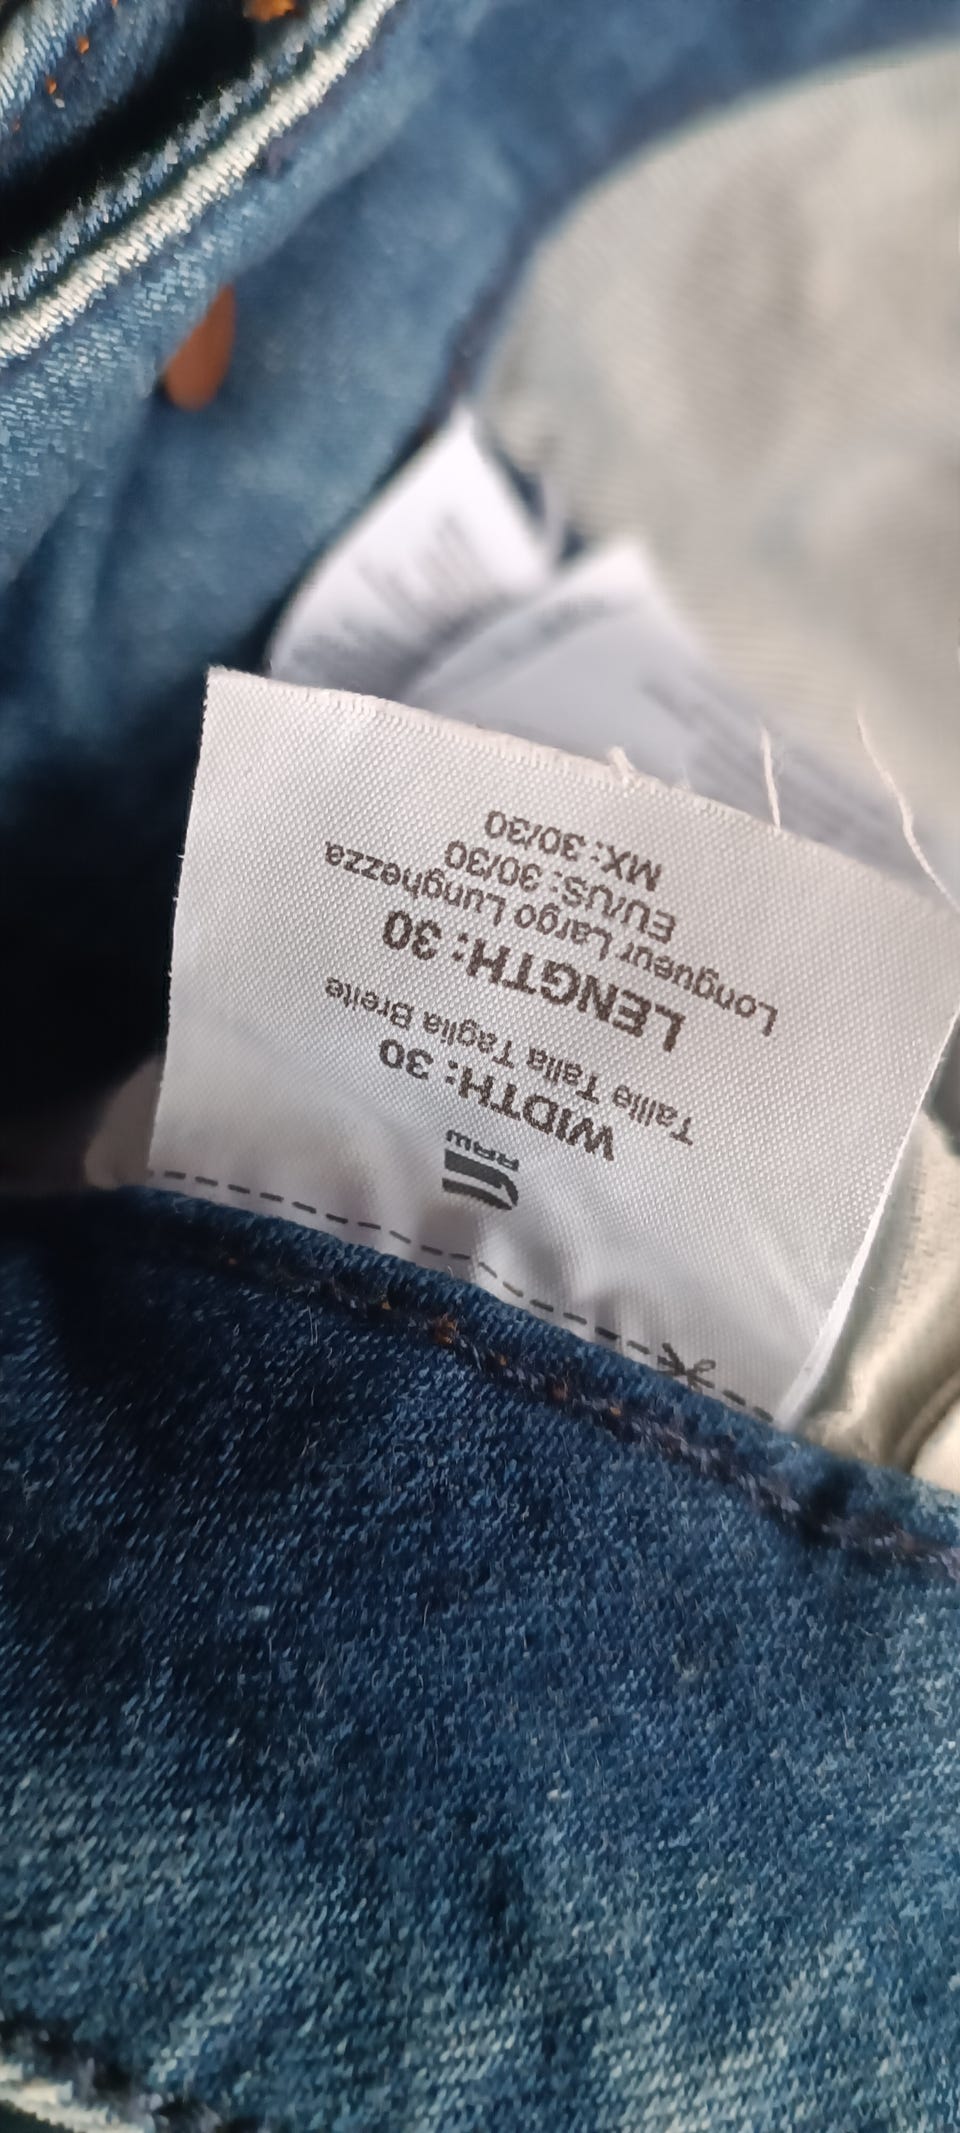 RAW
WIDTH: 30
Taille Talla Taglia Breite
LENGTH: 30
Longueur Largo Lunghezza
EU/US: 30/30
MX: 30/30